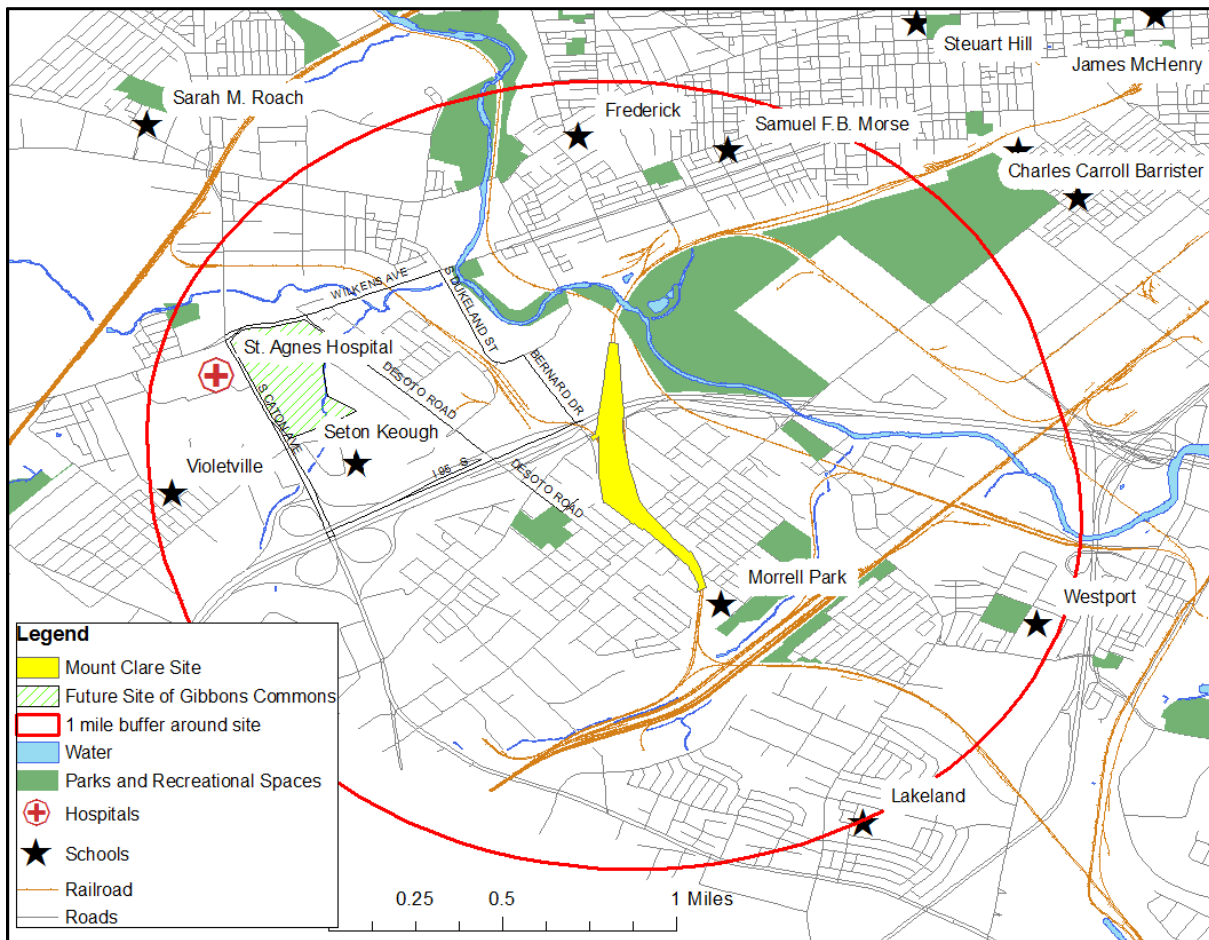 Steuart Hill
James McHenry
Sarah M. Roach
Frederick
Samuel F.B. Morse
Charles Carroll Barrister
WILKENS AVE
S DUKELAND ST
St. Agnes Hospital
BERNARD DR
DESOTO ROAD
S CATON AVE
Seton Keough
Violetville
I 95 S
DESOTO ROAD
Morrell Park
Westport
Lakeland
Legend
Mount Clare Site
Future Site of Gibbons Commons
1 mile buffer around site
Water
Parks and Recreational Spaces
Hospitals
Schools
Railroad
Roads
0.25 0.5 1 Miles